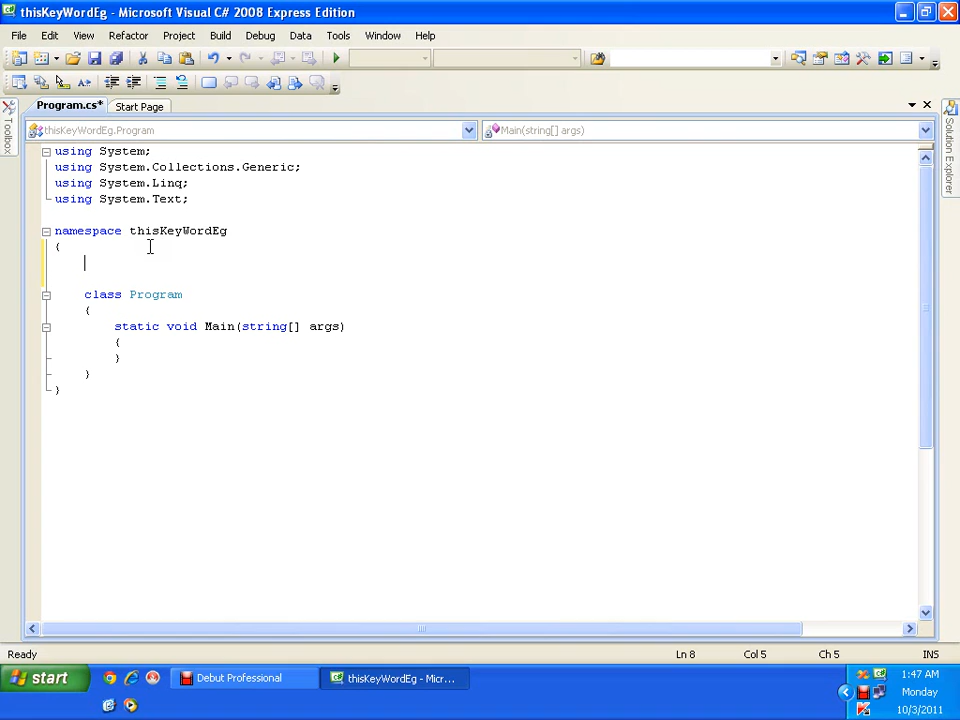 thisKeyWordEg - Microsoft Visual C# 2008 Express Edition
File Edit View Refactor Project Build Debug Data Tools Window Help
Program.cs* Start Page
Toolbox
Solution Explorer
thisKeyWordEg.Program Main(string[] args)
using System;
using System.Collections.Generic;
using System.Linq;
using System.Text;
namespace thisKeyWordEg
{
class Program
{
static void Main(string[] args)
{
}
}
}
Ready Ln 8 Col 5 Ch 5 INS
start Debut Professional thisKeyWordEg - Micr... 1:47 AM
Monday
10/3/2011